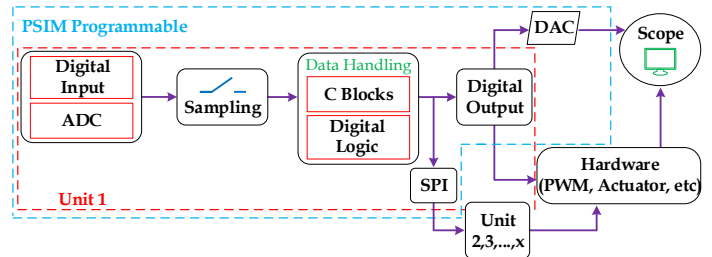 PSIM Programmable
DAC
Scope
Digital
Input
ADC
Sampling
Data Handling
C Blocks
Digital
Logic
Digital
Output
SPI
Hardware
(PWM, Actuator, etc)
Unit 1
Unit
2,3,...,x